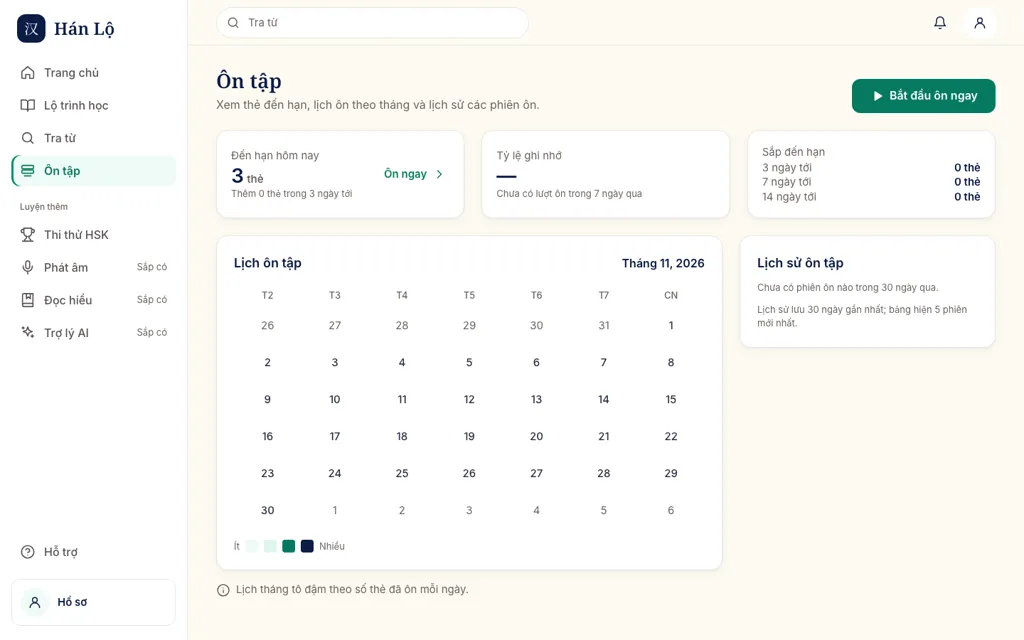 汉 Hán Lộ
Tra từ
Trang chủ
Lộ trình học
Tra từ
Ôn tập
Luyện thêm
Thi thử HSK
Phát âm Sắp có
Đọc hiểu Sắp có
Trợ lý AI Sắp có
Hỗ trợ
Hồ sơ
Ôn tập
Xem thẻ đến hạn, lịch ôn theo tháng và lịch sử các phiên ôn.
Bắt đầu ôn ngay
Đến hạn hôm nay
3 thẻ
Ôn ngay
Thêm 0 thẻ trong 3 ngày tới
Tỷ lệ ghi nhớ
—
Chưa có lượt ôn trong 7 ngày qua
Sắp đến hạn
3 ngày tới 0 thẻ
7 ngày tới 0 thẻ
14 ngày tới 0 thẻ
Lịch ôn tập Tháng 11, 2026
T2 T3 T4 T5 T6 T7 CN
26 27 28 29 30 31 1
2 3 4 5 6 7 8
9 10 11 12 13 14 15
16 17 18 19 20 21 22
23 24 25 26 27 28 29
30 1 2 3 4 5 6
Ít Nhiều
Lịch tháng tô đậm theo số thẻ đã ôn mỗi ngày.
Lịch sử ôn tập
Chưa có phiên ôn nào trong 30 ngày qua.
Lịch sử lưu 30 ngày gần nhất; bảng hiện 5 phiên
mới nhất.